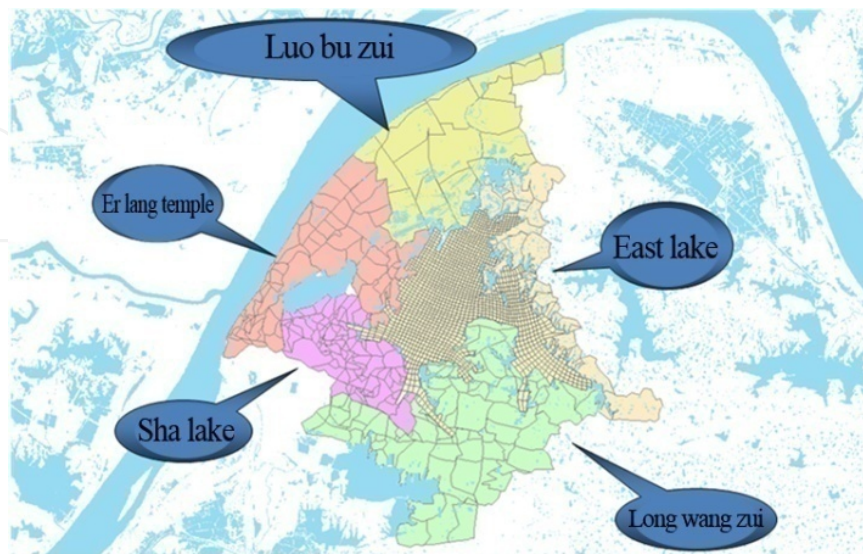 Luo bu zui
Er lang temple
East lake
Sha lake
Long wang zui